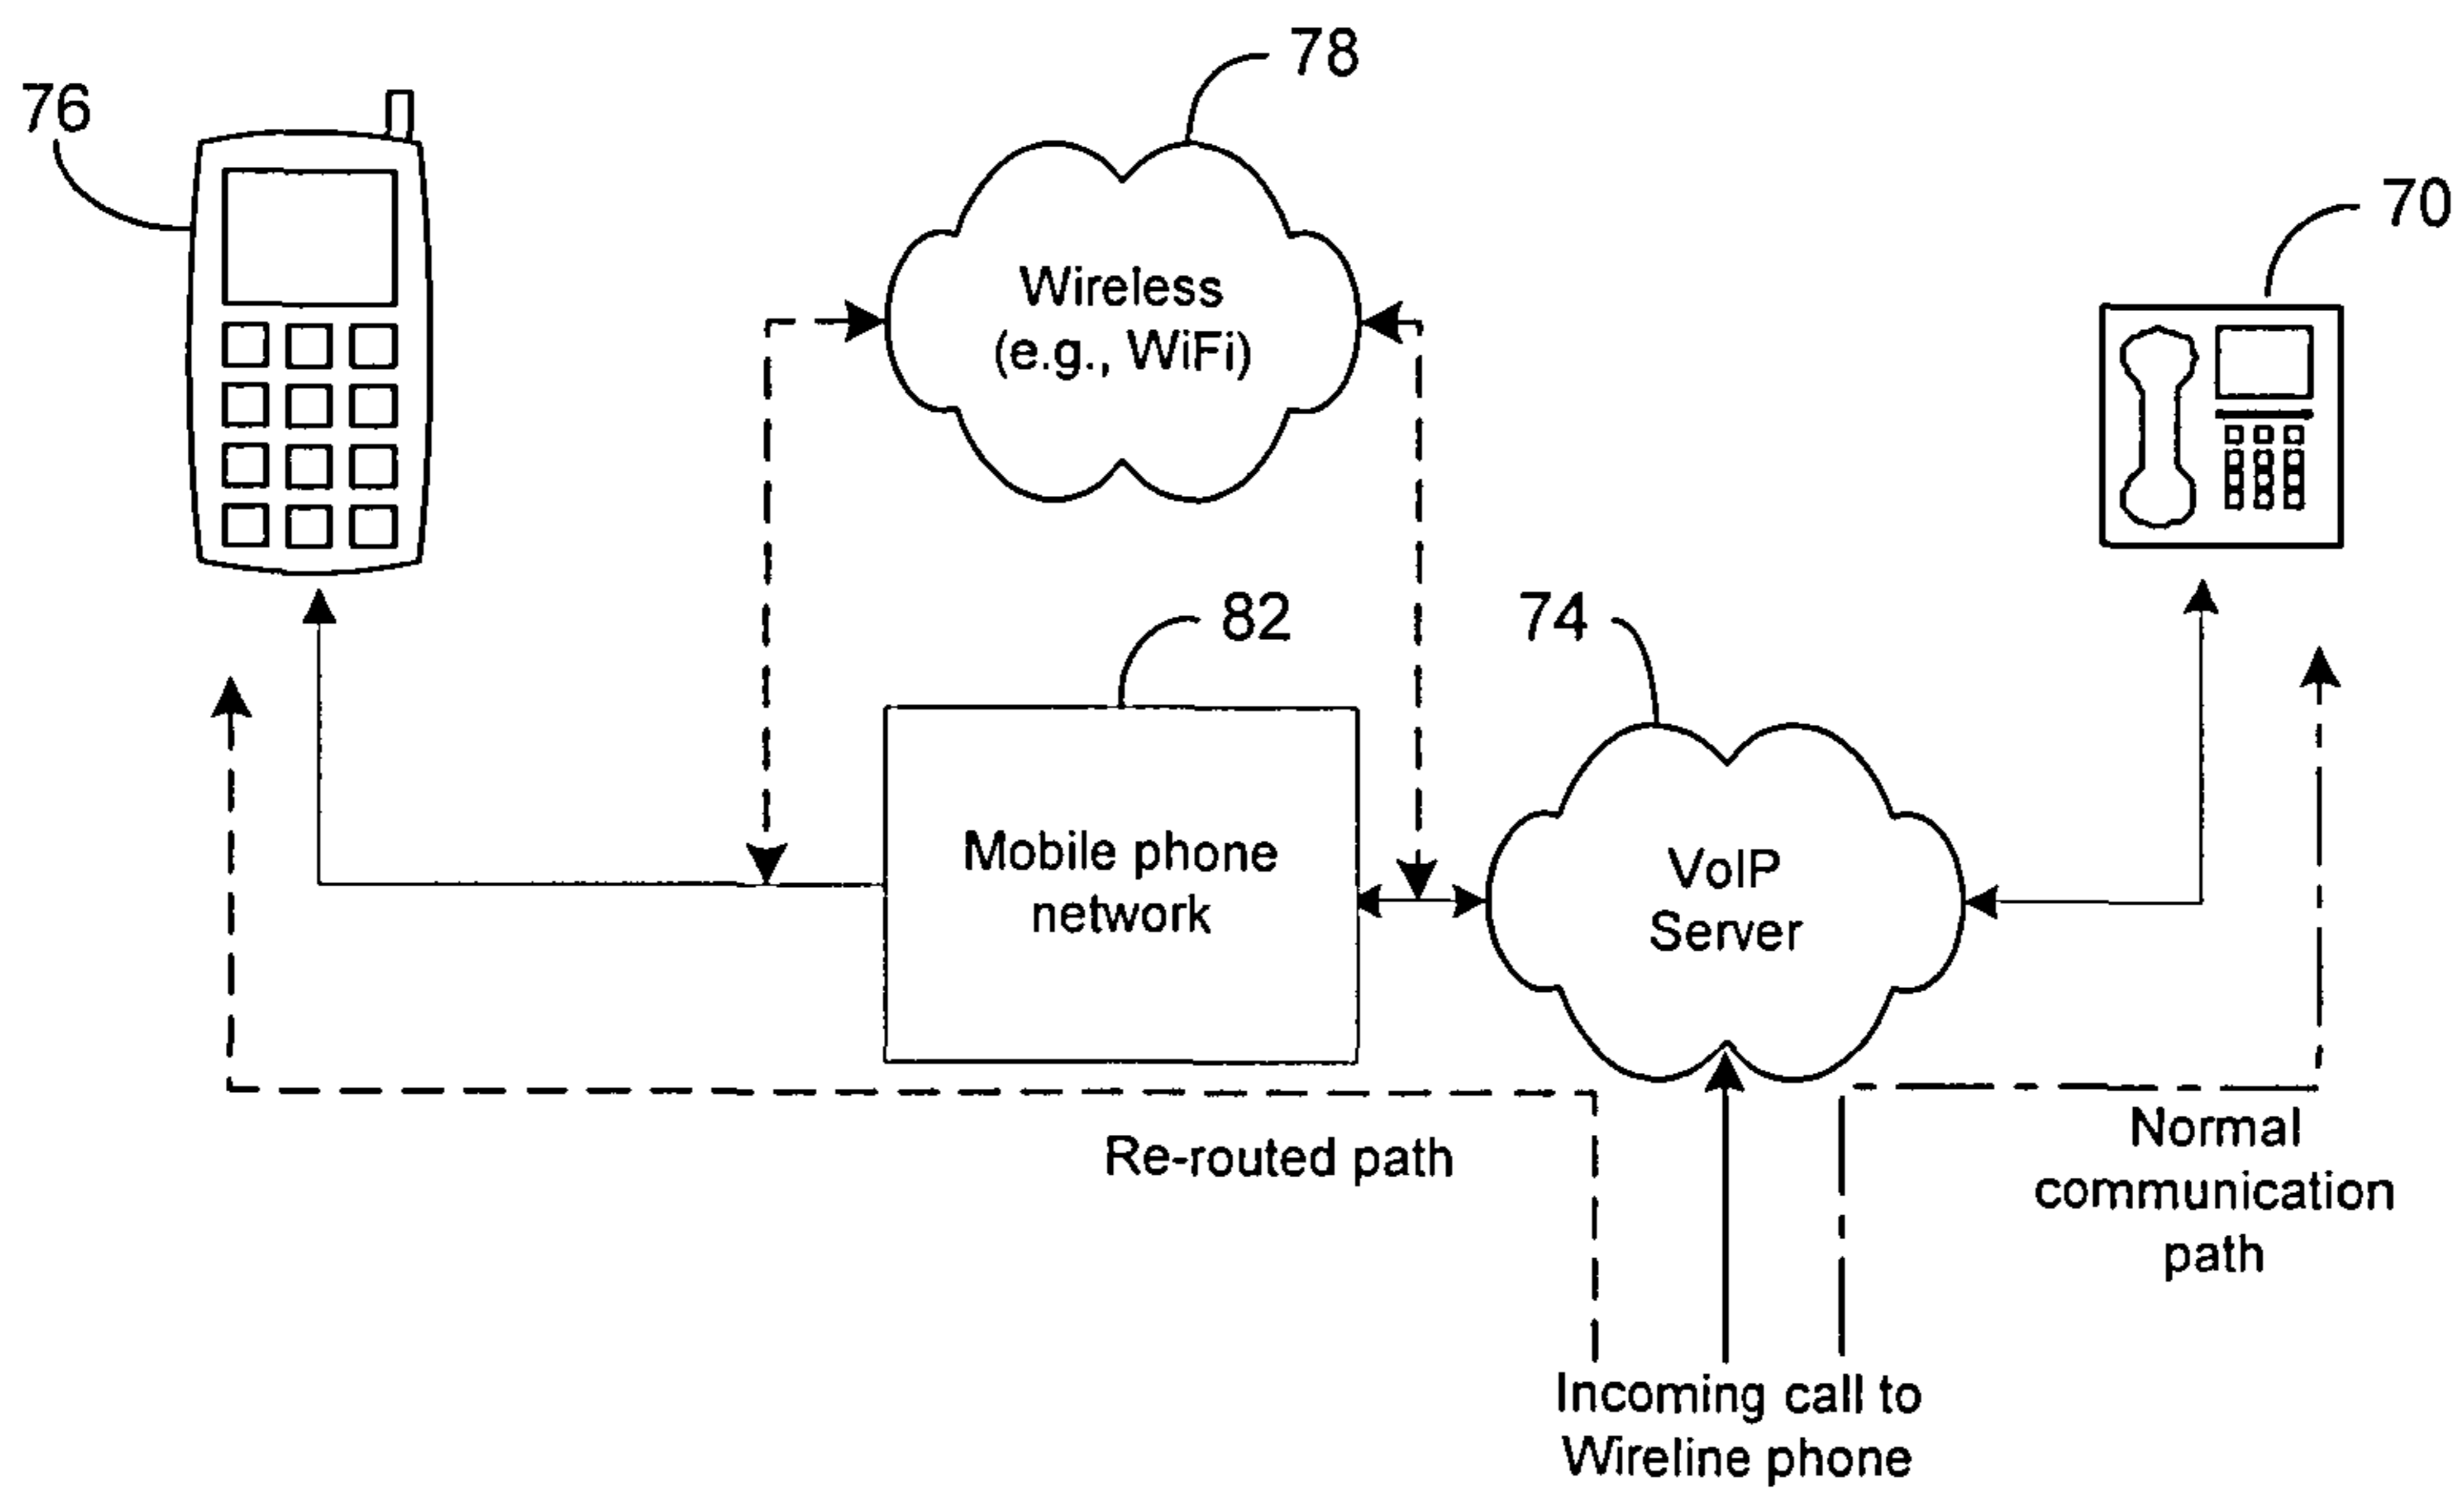 78
76
70
Wireless
(e.g., WiFi)
82
74
Mobile phone
network
VoIP
Server
Re-routed path
Normal
communication
path
Incoming call to
Wireline phone